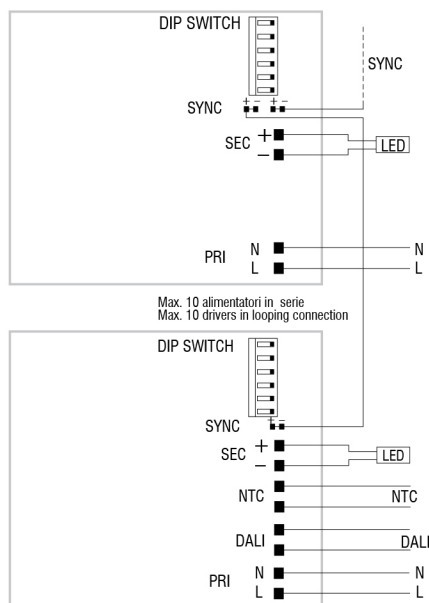 DIP SWITCH
SYNC
+ - + -
SYNC
SEC + LED
-
PRI N N
L L
Max. 10 alimentatori in serie
Max. 10 drivers in looping connection
DIP SWITCH
+ -
SYNC
SEC + LED
-
NTC NTC
DALI DALI
PRI N N
L L